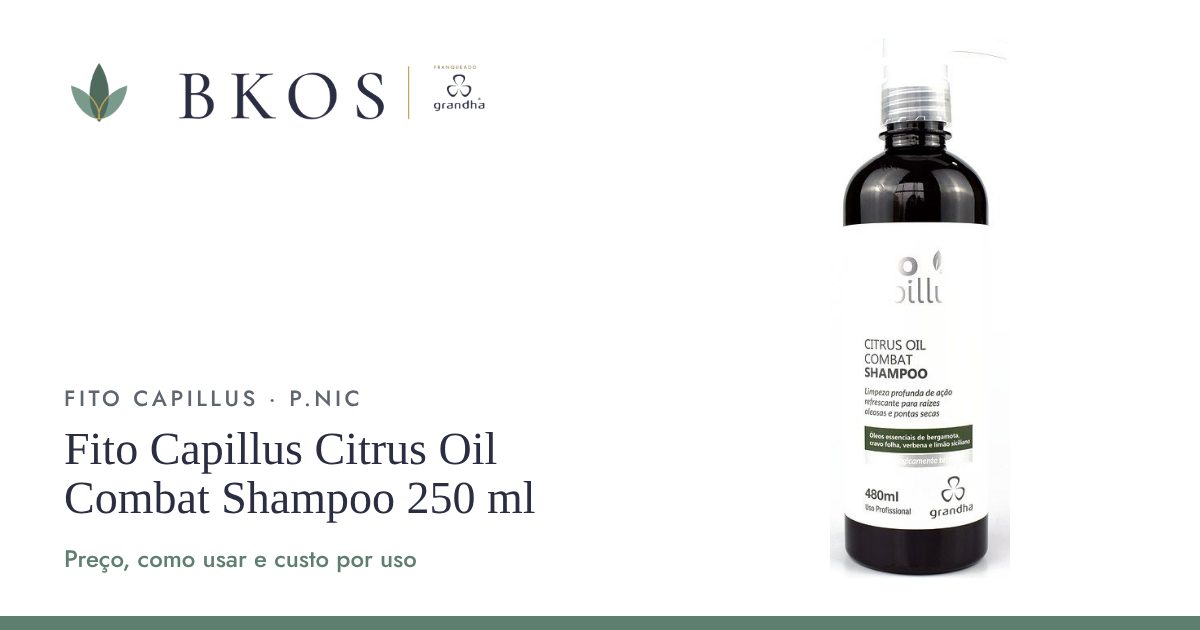 BKOS
FRANQUEADO
grandha
FITO CAPILLUS · P.NIC
Fito Capillus Citrus Oil
Combat Shampoo 250 ml
Preço, como usar e custo por uso
CITRUS OIL
COMBAT
SHAMPOO
Limpeza profunda de ação
refrescante para raízes
oleosas e pontas secas
Óleos essenciais de bergamota,
cravo folha, verbena e limão siciliano
480ml
Uso Profissional
grandha